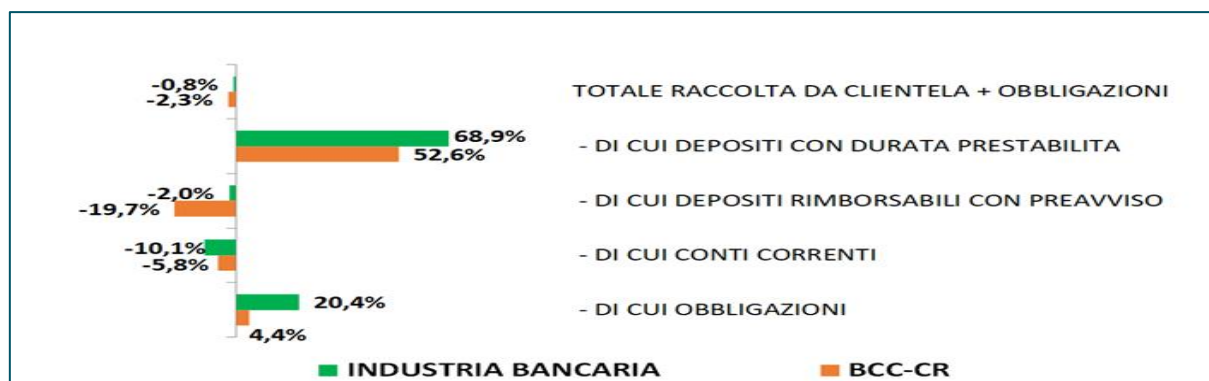 -0,8%
-2,3%
TOTALE RACCOLTA DA CLIENTELA + OBBLIGAZIONI
68,9%
52,6%
- DI CUI DEPOSITI CON DURATA PRESTABILITA
-2,0%
-19,7%
- DI CUI DEPOSITI RIMBORSABILI CON PREAVVISO
-10,1%
-5,8%
- DI CUI CONTI CORRENTI
20,4%
4,4%
- DI CUI OBBLIGAZIONI
INDUSTRIA BANCARIA
BCC-CR